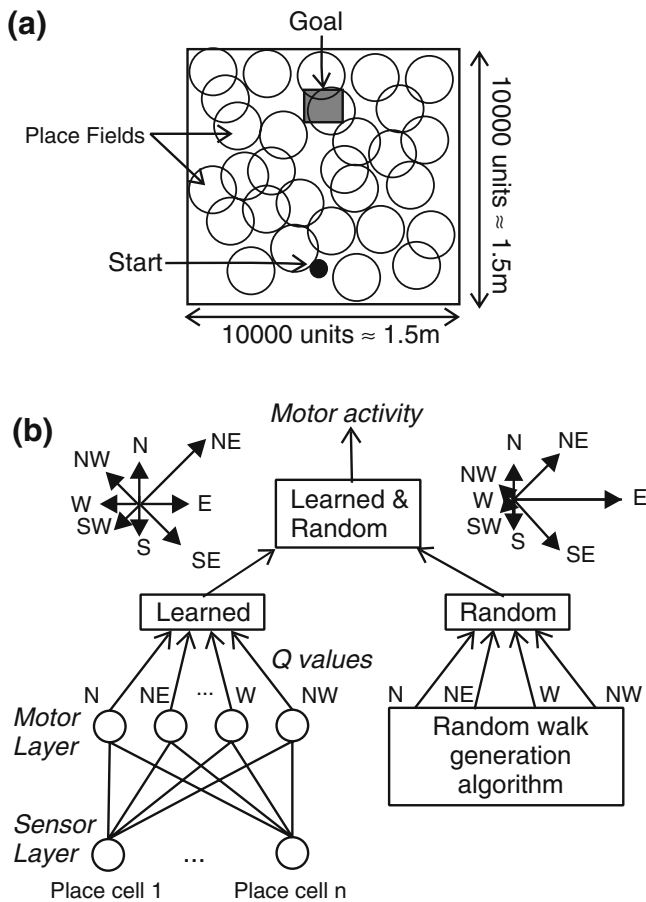 (a)
Goal
Place Fields
Start
10000 units ≈ 1.5m
10000 units ≈ 1.5m
(b)
Motor activity
N
NE
E
SE
S
SW
W
NW
Learned &
Random
N
NE
E
SE
S
SW
W
NW
Learned
Random
Q values
N NE ... W NW
N NE W NW
Motor
Layer
Random walk
generation
algorithm
Sensor
Layer
...
Place cell 1
Place cell n